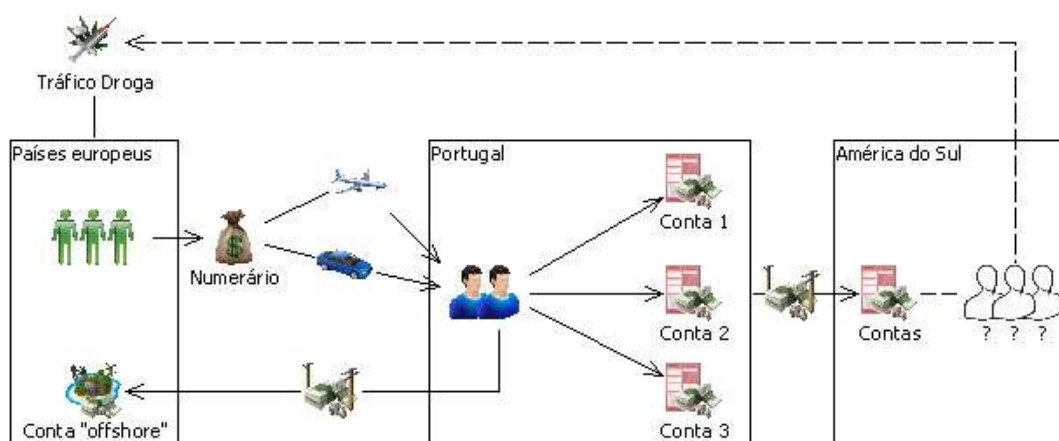 Tráfico Droga
Países europeus
Portugal
América do Sul
$
Numerário
Conta 1
Conta 2
Contas
? ? ?
Conta "offshore"
Conta 3